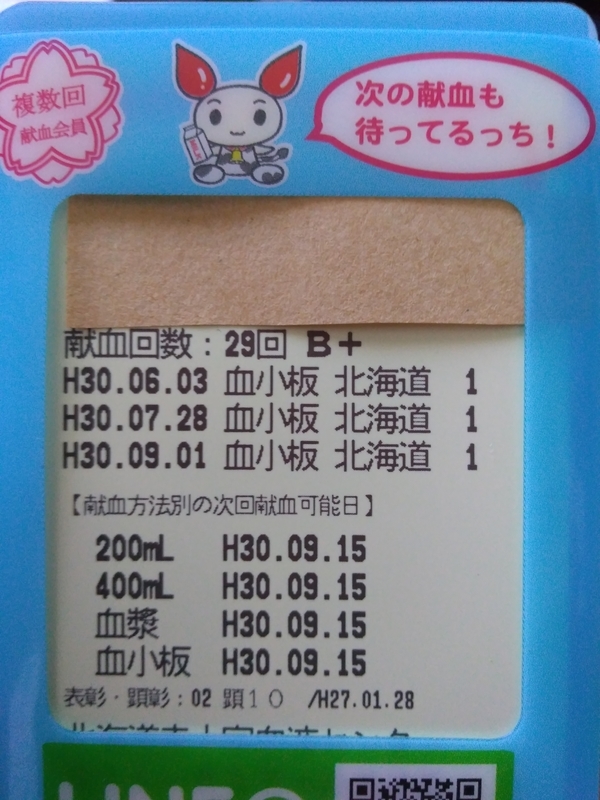 複数回
献血会員
次の献血も
待ってるっち！
献血回数：29回 B＋
H30.06.03 血小板 北海道 1
H30.07.28 血小板 北海道 1
H30.09.01 血小板 北海道 1
【献血方法別の次回献血可能日】
200mL H30.09.15
400mL H30.09.15
血漿 H30.09.15
血小板 H30.09.15
表彰・顕彰：02 顕１０ /H27.01.28